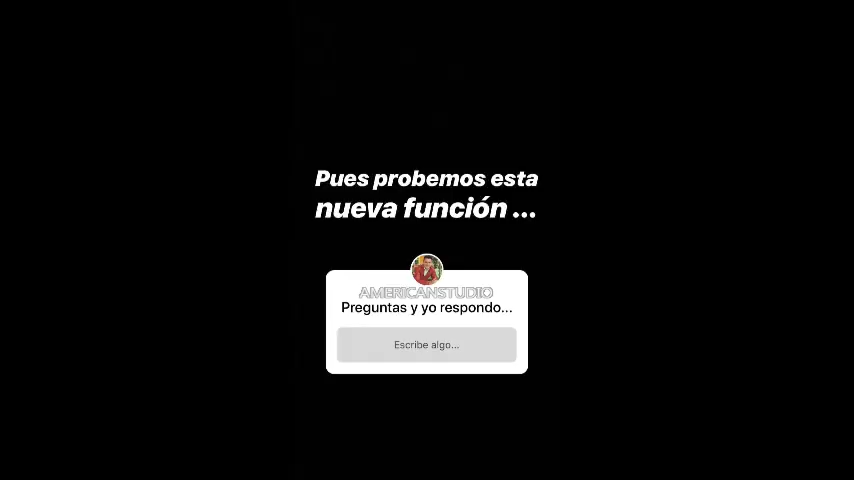 Pues probemos esta
nueva función ...
AMERICANSTUDIO
Preguntas y yo respondo...
Escribe algo...